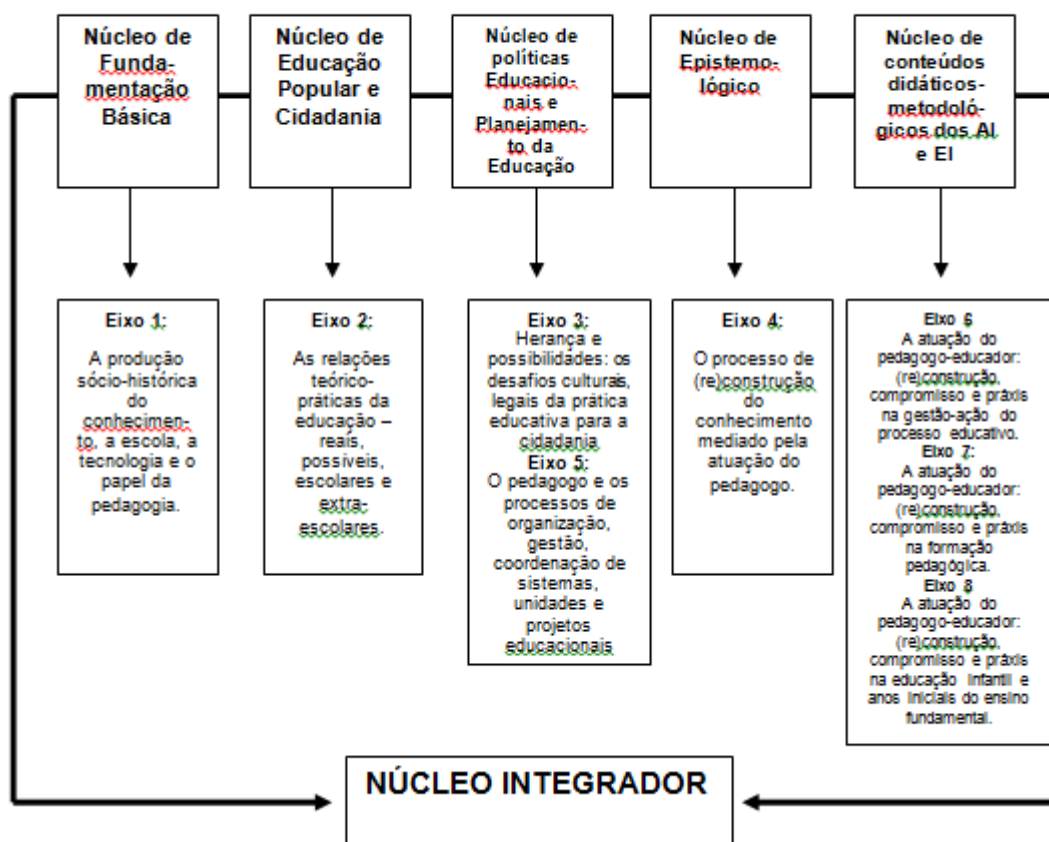 Núcleo de
Funda-
mentação
Básica
Núcleo de
Educação
Popular e
Cidadania
Núcleo de
políticas
Educacio-
nais e
Planejamen-
to da
Educação
Núcleo de
Epistemo-
lógico
Núcleo de
conteúdos
didáticos-
metodoló-
gicos dos AI
e EI
Eixo 1:
A produção
sócio-histórica
do
conhecimen-
to, a escola, a
tecnologia e o
papel da
pedagogia.
Eixo 2:
As relações
teórico-
práticas da
educação –
reais,
possíveis,
escolares e
extra-
escolares.
Eixo 3:
Herança e
possibilidades: os
desafios culturais,
legais da prática
educativa para a
cidadania
Eixo 5:
O pedagogo e os
processos de
organização,
gestão,
coordenação de
sistemas,
unidades e
projetos
educacionais
Eixo 4:
O processo de
(re)construção
do
conhecimento
mediado pela
atuação do
pedagogo.
Eixo 6
A atuação do
pedagogo-educador:
(re)construção,
compromisso e práxis
na gestão-ação do
processo educativo.
Eixo 7:
A atuação do
pedagogo-educador:
(re)construção,
compromisso e práxis
na formação
pedagógica.
Eixo 8
A atuação do
pedagogo-educador:
(re)construção,
compromisso e práxis
na educação infantil e
anos iniciais do ensino
fundamental.
NÚCLEO INTEGRADOR